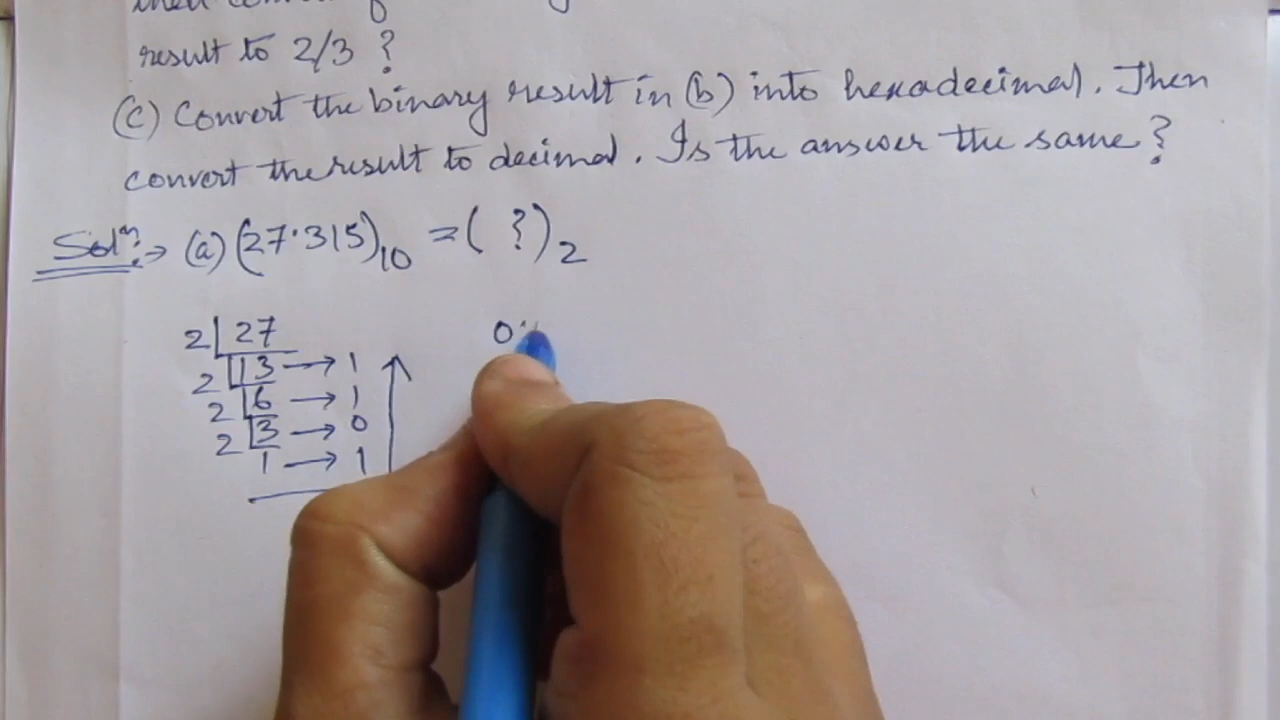 result to 2/3 ?
(C) Convert the binary result in (b) into hexadecimal. Then
convert the result to decimal. Is the answer the same ?
Solⁿ:→ (a) (27.315)₁₀ = ( ? )₂
2 | 27
2 | 13 → 1
2 | 6 → 1
2 | 3 → 0
1 → 1
0.